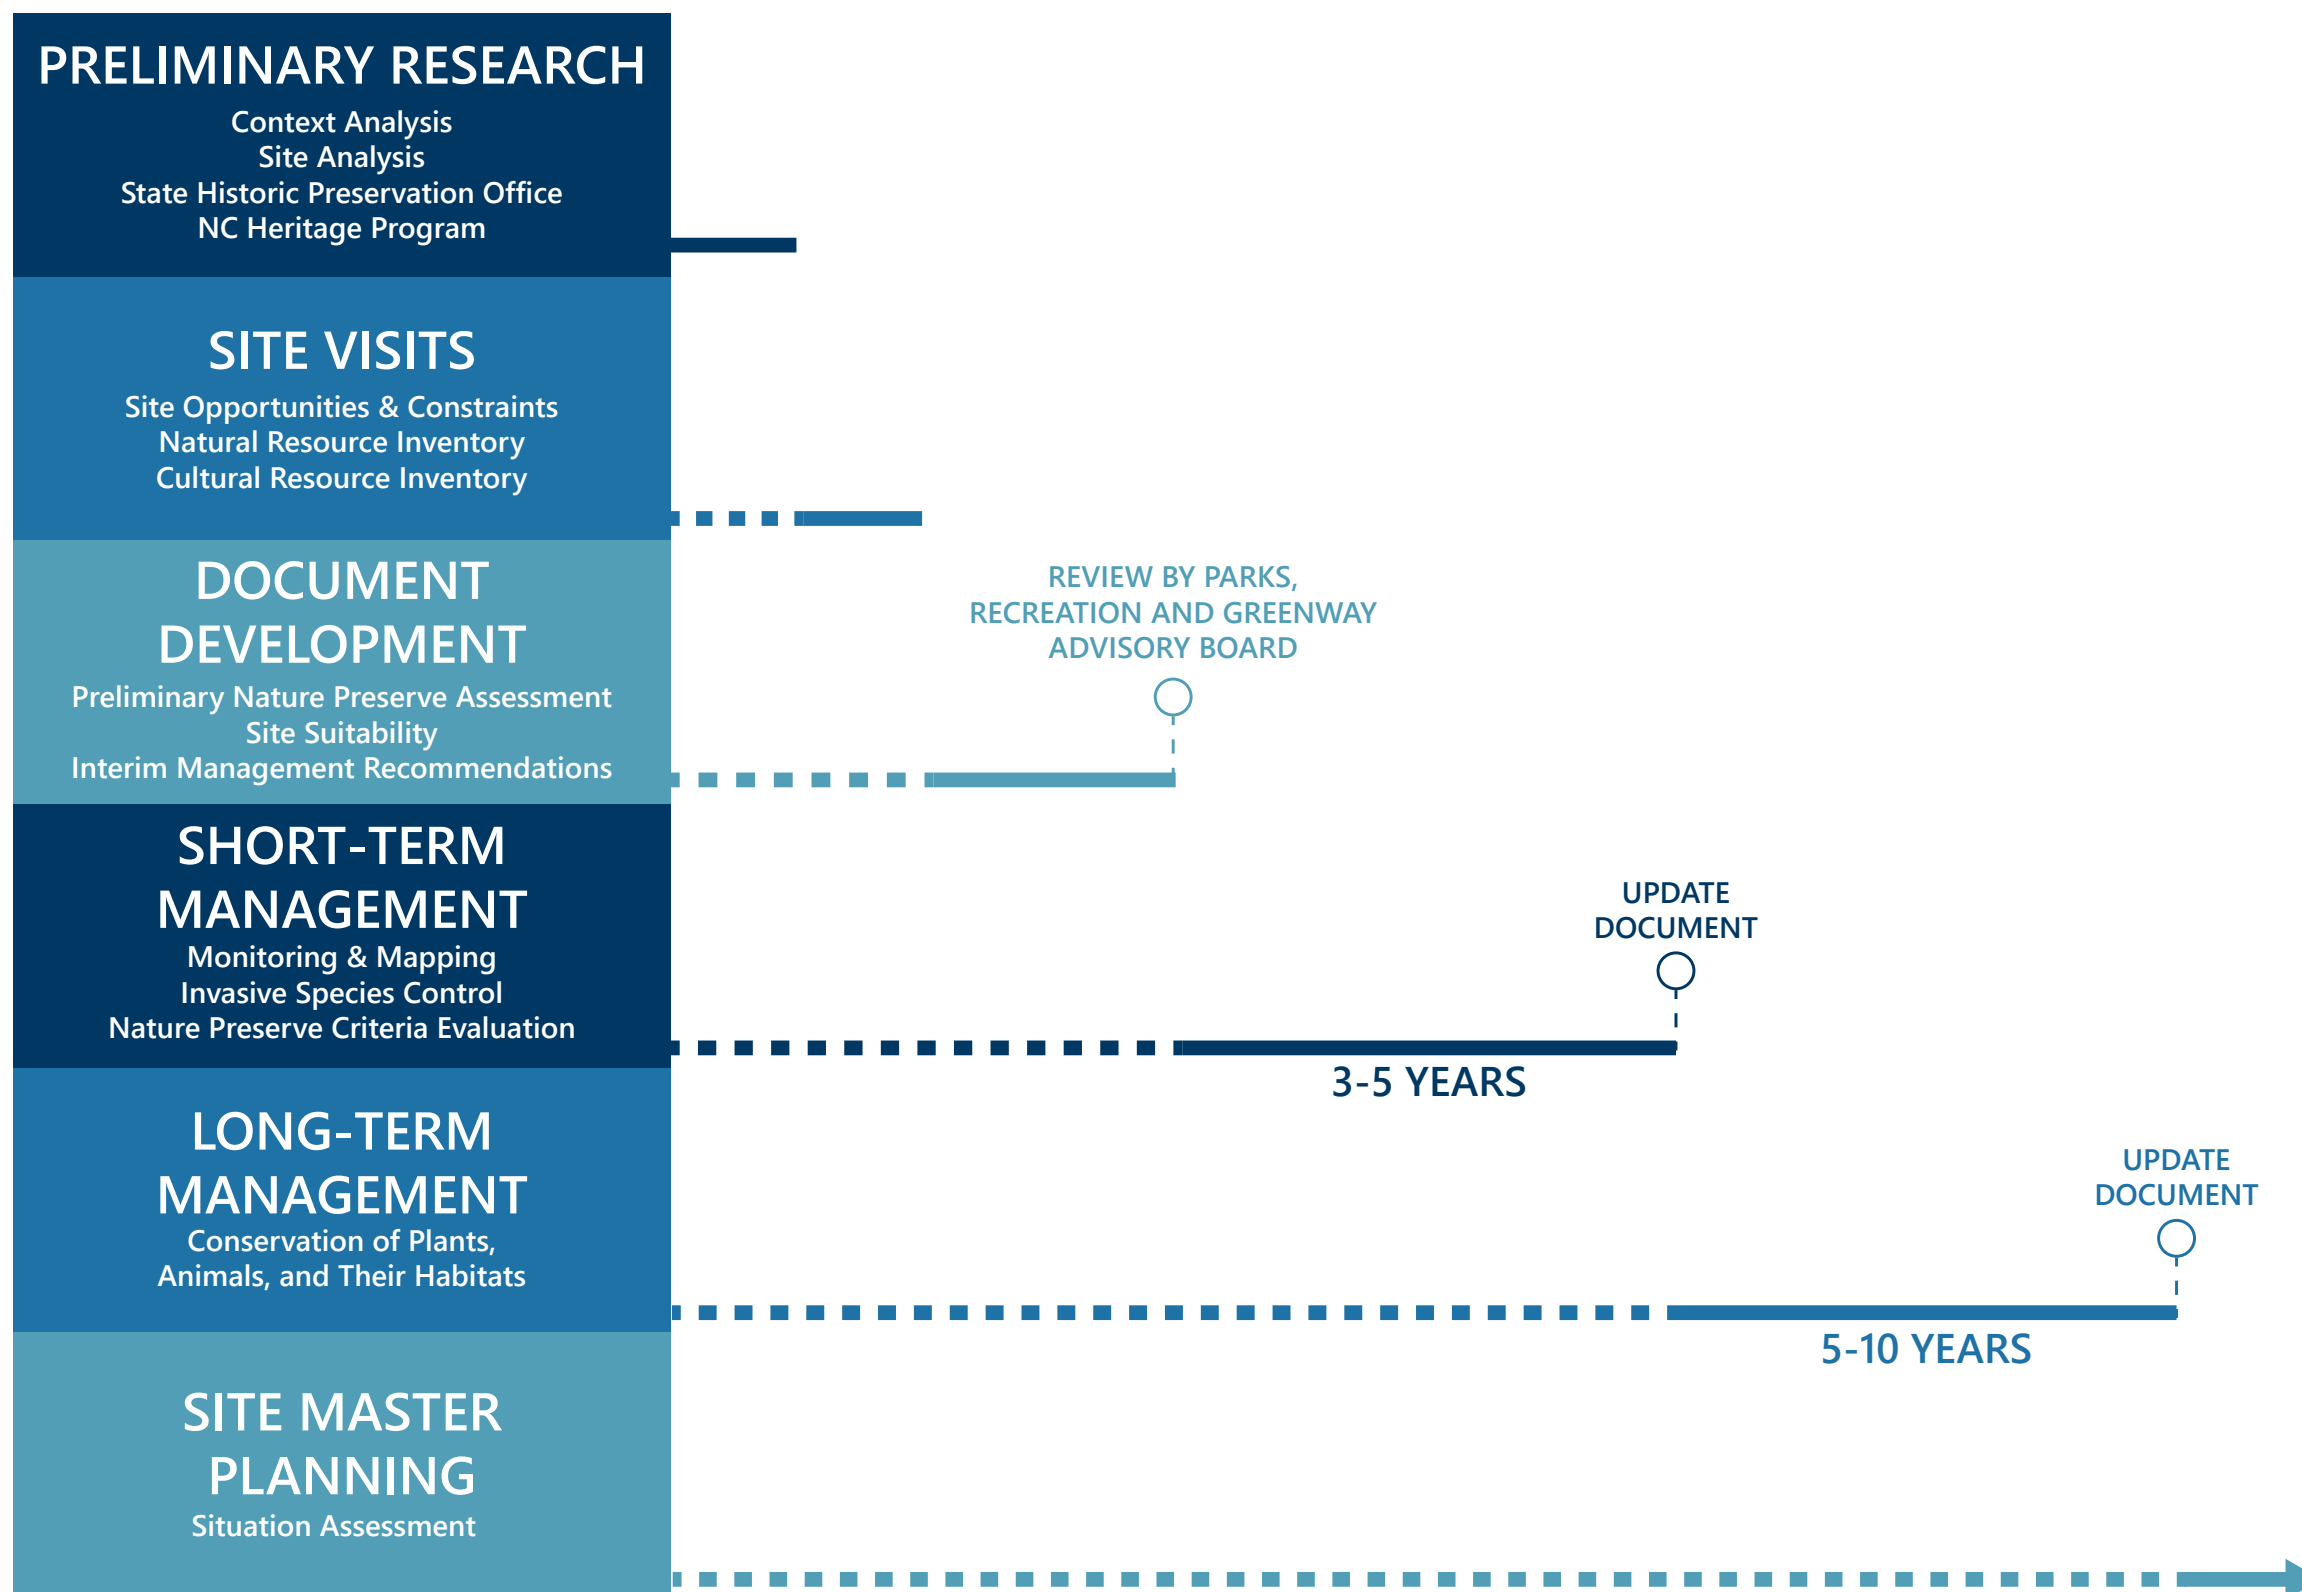 PRELIMINARY RESEARCH
Context Analysis
Site Analysis
State Historic Preservation Office
NC Heritage Program
SITE VISITS
Site Opportunities & Constraints
Natural Resource Inventory
Cultural Resource Inventory
DOCUMENT
DEVELOPMENT
Preliminary Nature Preserve Assessment
Site Suitability
Interim Management Recommendations
REVIEW BY PARKS,
RECREATION AND GREENWAY
ADVISORY BOARD
SHORT-TERM
MANAGEMENT
Monitoring & Mapping
Invasive Species Control
Nature Preserve Criteria Evaluation
UPDATE
DOCUMENT
3-5 YEARS
LONG-TERM
MANAGEMENT
Conservation of Plants,
Animals, and Their Habitats
UPDATE
DOCUMENT
5-10 YEARS
SITE MASTER
PLANNING
Situation Assessment